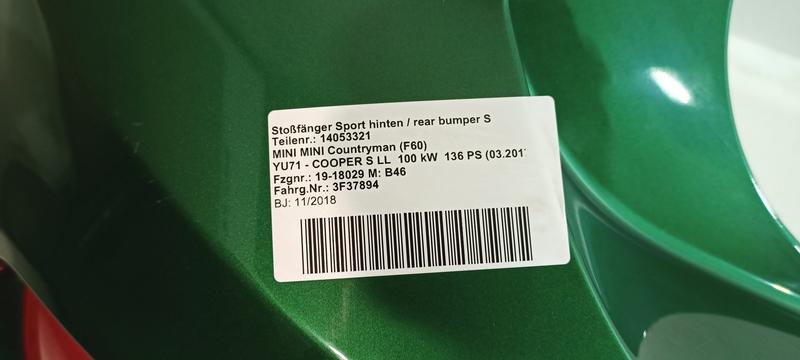 Stoßfänger Sport hinten / rear bumper S
Teilenr.: 14053321
MINI MINI Countryman (F60)
YU71 - COOPER S LL 100 kW 136 PS (03.201
Fzgnr.: 19-18029 M: B46
Fahrg.Nr.: 3F37894
BJ: 11/2018